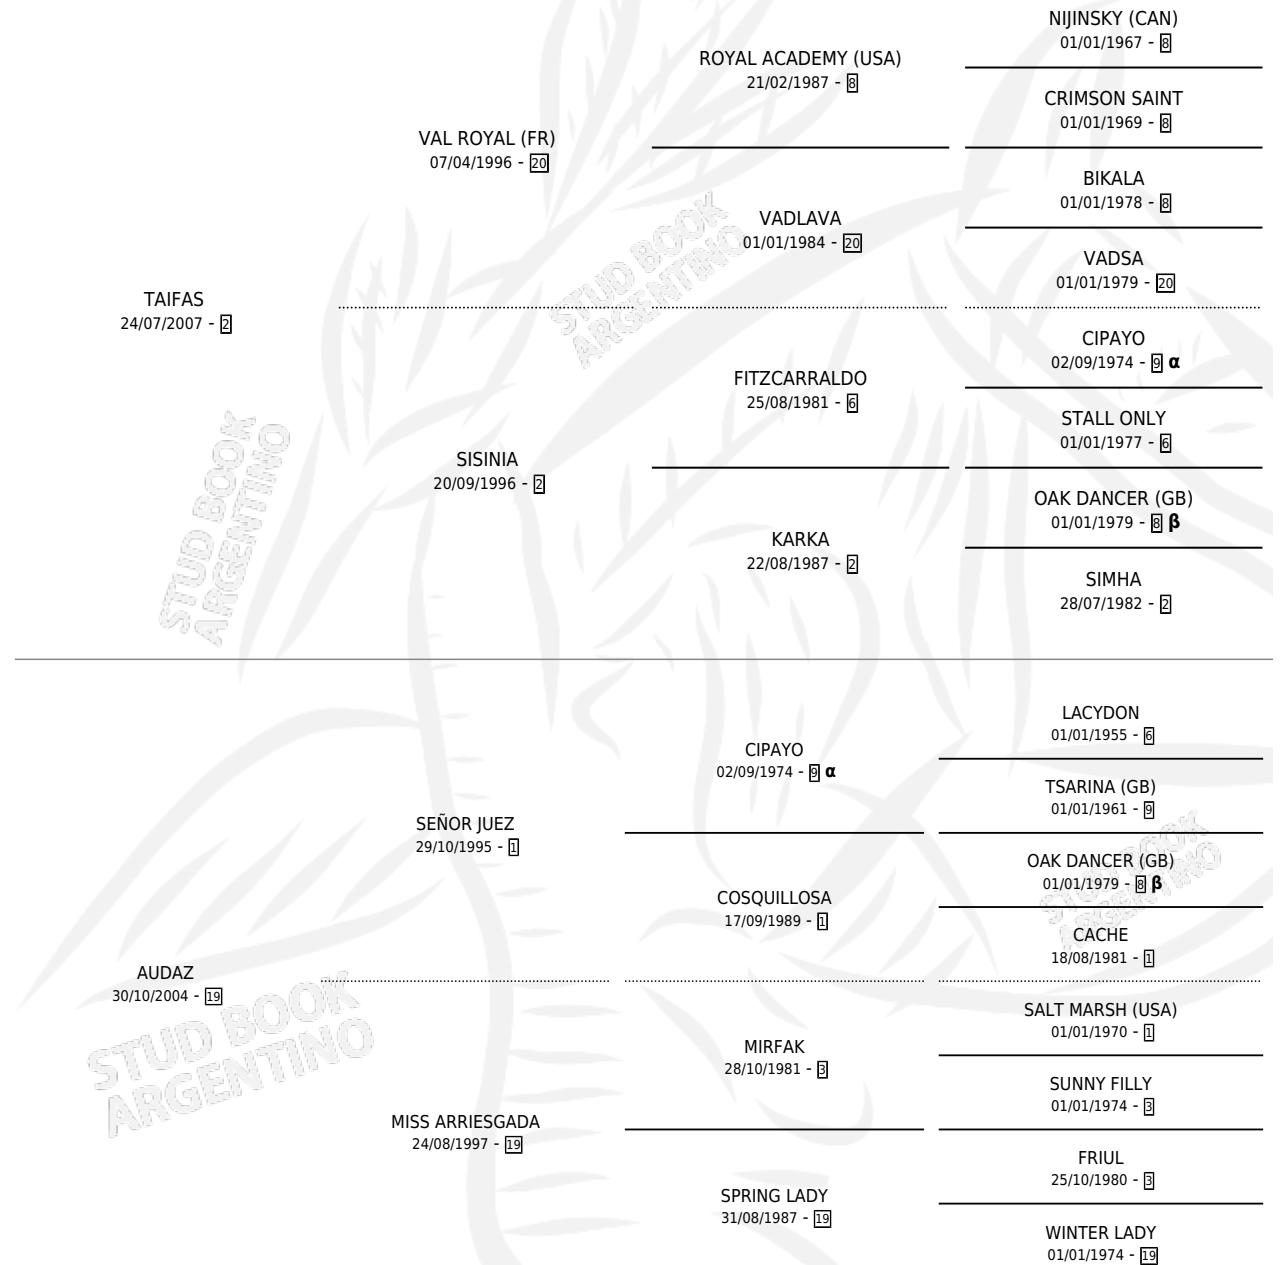 NIJINSKY (CAN)
01/01/1967 - 8
ROYAL ACADEMY (USA)
21/02/1987 - 8
CRIMSON SAINT
01/01/1969 - 8
VAL ROYAL (FR)
07/04/1996 - 20
BIKALA
01/01/1978 - 8
VADLAVA
01/01/1984 - 20
VADSA
01/01/1979 - 20
TAIFAS
24/07/2007 - 2
CIPAYO
02/09/1974 - 9 α
FITZCARRALDO
25/08/1981 - 6
STALL ONLY
01/01/1977 - 6
SISINIA
20/09/1996 - 2
OAK DANCER (GB)
01/01/1979 - 8 β
KARKA
22/08/1987 - 2
SIMHA
28/07/1982 - 2
LACYDON
01/01/1955 - 6
CIPAYO
02/09/1974 - 9 α
TSARINA (GB)
01/01/1961 - 9
SEÑOR JUEZ
29/10/1995 - 1
OAK DANCER (GB)
01/01/1979 - 8 β
COSQUILLOSA
17/09/1989 - 1
CACHE
18/08/1981 - 1
AUDAZ
30/10/2004 - 19
SALT MARSH (USA)
01/01/1970 - 1
MIRFAK
28/10/1981 - 3
SUNNY FILLY
01/01/1974 - 3
MISS ARRIESGADA
24/08/1997 - 19
FRIUL
25/10/1980 - 3
SPRING LADY
31/08/1987 - 19
WINTER LADY
01/01/1974 - 19
STUD BOOK
ARGENTINO
STUD BOOK
ARGENTINO
STUD BOOK
ARGENTINO
STUD BOOK
ARGENTINO